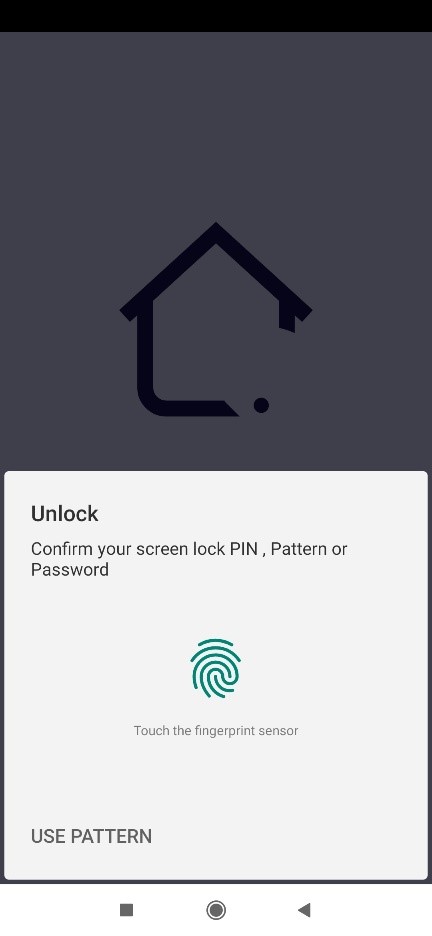 Unlock
Confirm your screen lock PIN , Pattern or
Password
Touch the fingerprint sensor
USE PATTERN